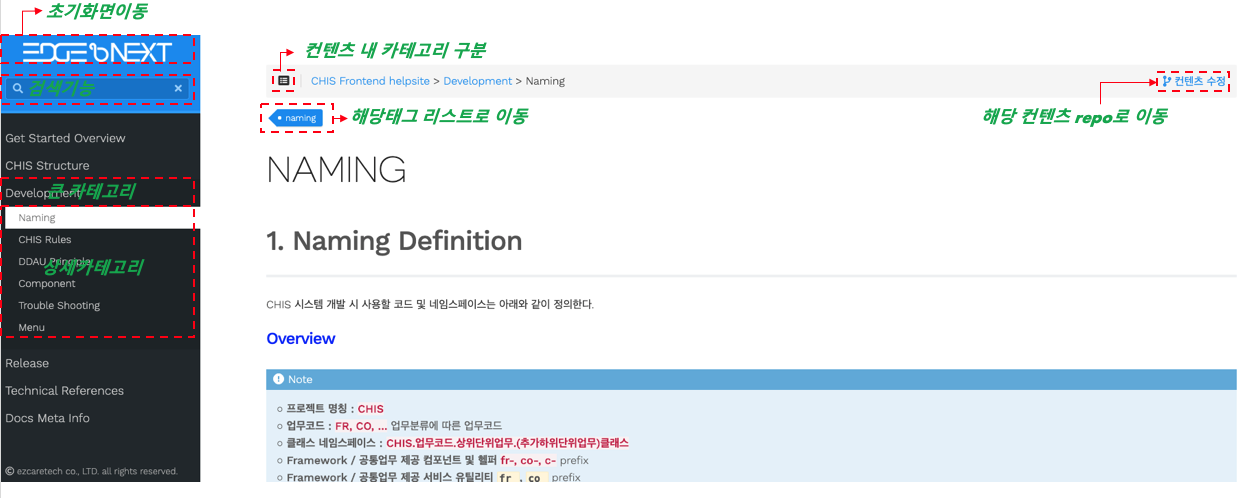 초기화면이동
EDGE&NEXT
검색기능
Get Started Overview
CHIS Structure
Development
큰 카테고리
Naming
CHIS Rules
DDAU Principle
상세카테고리
Component
Trouble Shooting
Menu
Release
Technical References
Docs Meta Info
© ezcaretech co., LTD. all rights reserved.
컨텐츠 내 카테고리 구분
CHIS Frontend helpsite > Development > Naming
컨텐츠 수정
naming
해당태그 리스트로 이동
해당 컨텐츠 repo로 이동
NAMING
1. Naming Definition
CHIS 시스템 개발 시 사용할 코드 및 네임스페이스는 아래와 같이 정의한다.
Overview
Note
프로젝트 명칭 : CHIS
업무코드 : FR, CO, ... 업무분류에 따른 업무코드
클래스 네임스페이스 : CHIS.업무코드.상위단위업무.(추가하위단위업무)클래스
Framework / 공통업무 제공 컴포넌트 및 헬퍼 fr-, co-, c- prefix
Framework / 공통업무 제공 서비스 유틸리티 fr_, co_ prefix